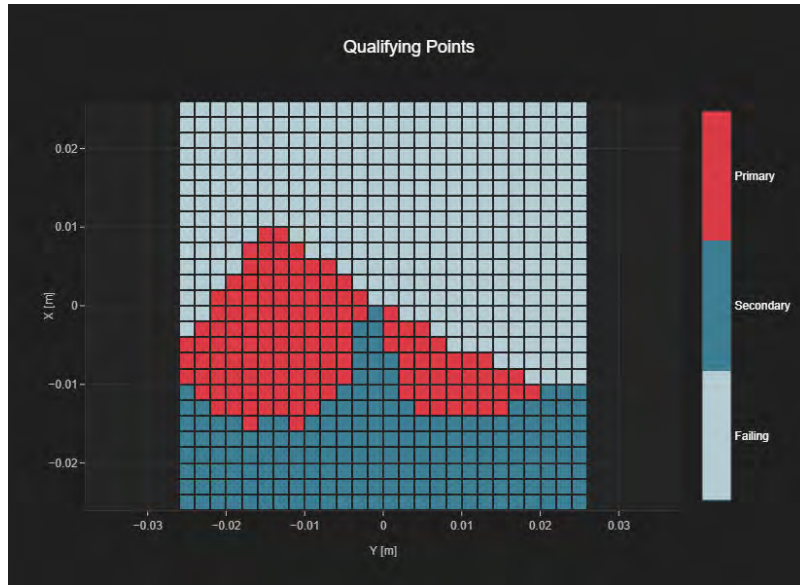 Qualifying Points
0.02
0.01
0
−0.01
−0.02
X [m]
−0.03
−0.02
−0.01
0
0.01
0.02
0.03
Y [m]
Primary
Secondary
Failing